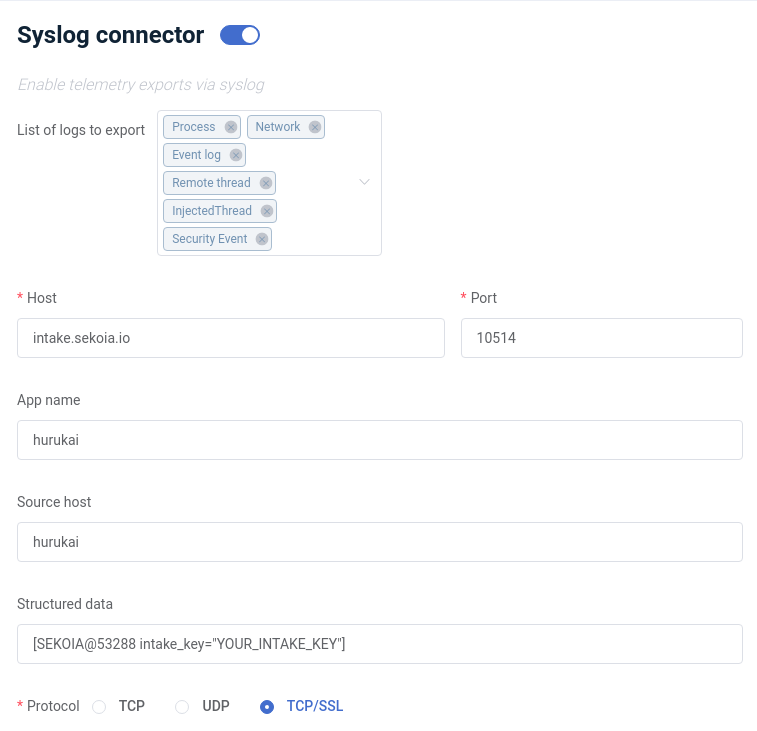 Syslog connector
Enable telemetry exports via syslog
List of logs to export
Process Network
Event log
Remote thread
InjectedThread
Security Event
* Host * Port
intake.sekoia.io 10514
App name
hurukai
Source host
hurukai
Structured data
[SEKOIA@53288 intake_key="YOUR_INTAKE_KEY"]
* Protocol TCP UDP TCP/SSL